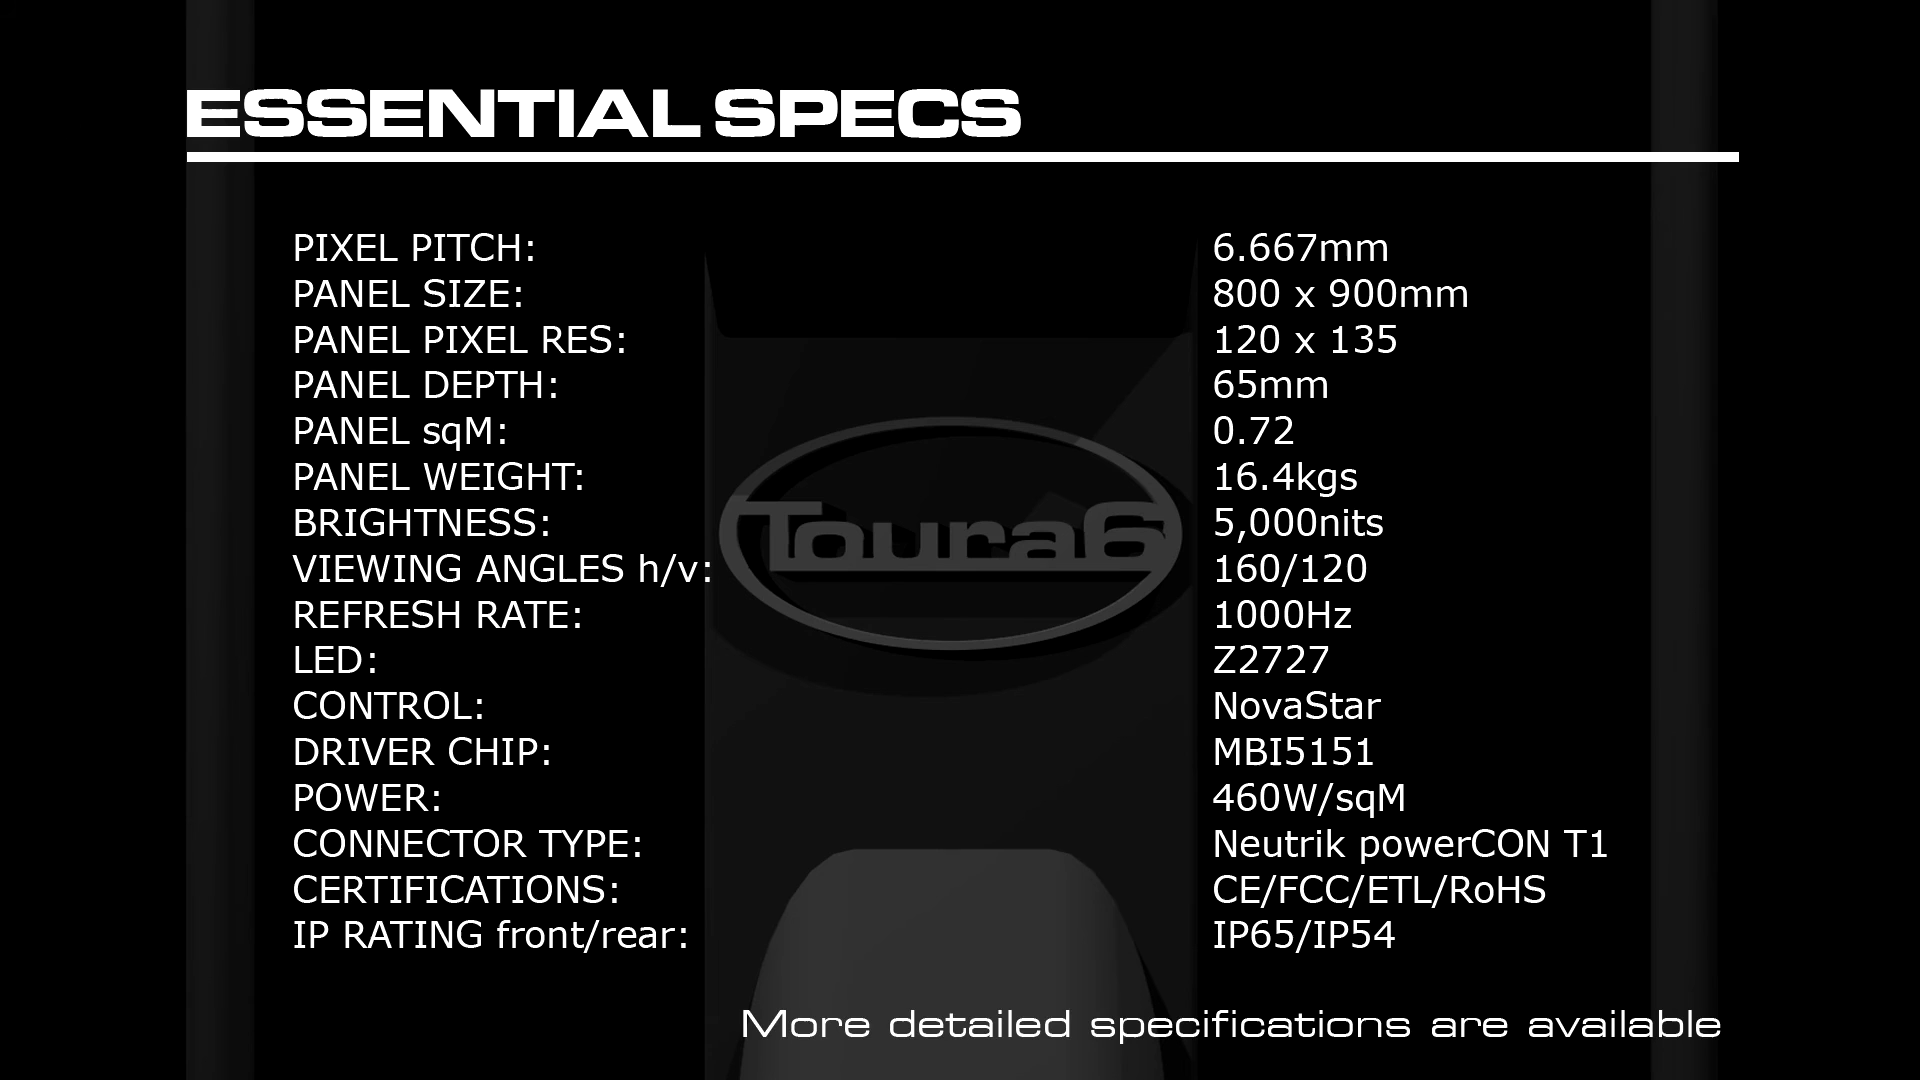 ESSENTIAL SPECS
PIXEL PITCH: 6.667mm
PANEL SIZE: 800 x 900mm
PANEL PIXEL RES: 120 x 135
PANEL DEPTH: 65mm
PANEL sqM: 0.72
PANEL WEIGHT: 16.4kgs
BRIGHTNESS: 5,000nits
VIEWING ANGLES h/v: 160/120
REFRESH RATE: 1000Hz
LED: Z2727
CONTROL: NovaStar
DRIVER CHIP: MBI5151
POWER: 460W/sqM
CONNECTOR TYPE: Neutrik powerCON T1
CERTIFICATIONS: CE/FCC/ETL/RoHS
IP RATING front/rear: IP65/IP54
Toura6
More detailed specifications are available